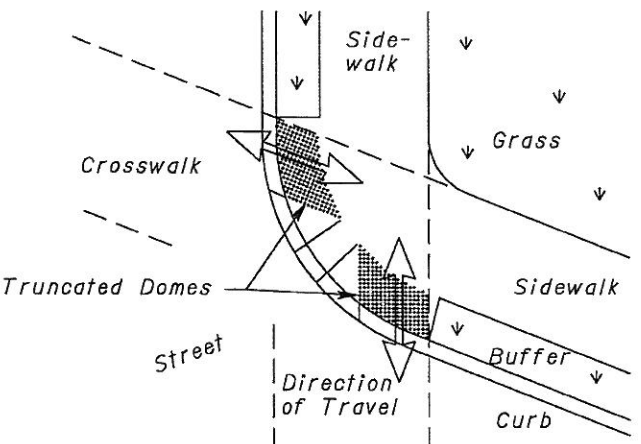 Side-
walk
Grass
Crosswalk
Truncated Domes
Sidewalk
Street
Buffer
Direction
of Travel
Curb